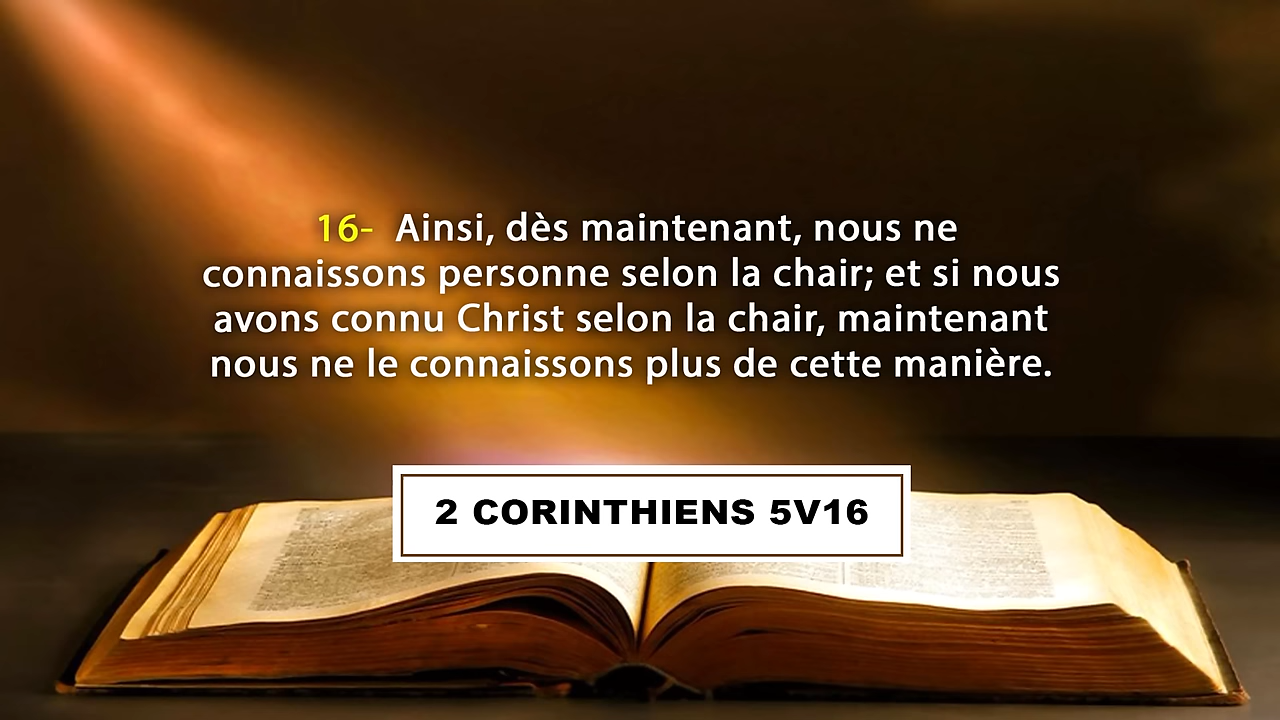 16- Ainsi, dès maintenant, nous ne
connaissons personne selon la chair; et si nous
avons connu Christ selon la chair, maintenant
nous ne le connaissons plus de cette manière.
2 CORINTHIENS 5V16